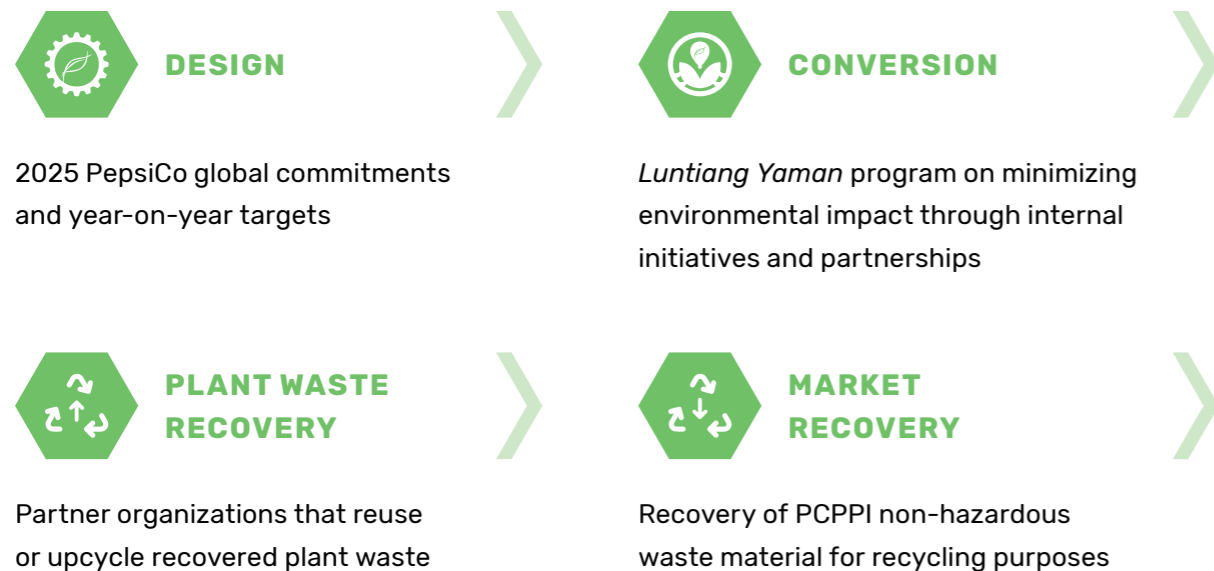 DESIGN
2025 PepsiCo global commitments
and year-on-year targets
CONVERSION
Luntiang Yaman program on minimizing
environmental impact through internal
initiatives and partnerships
PLANT WASTE
RECOVERY
Partner organizations that reuse
or upcycle recovered plant waste
MARKET
RECOVERY
Recovery of PCPPI non-hazardous
waste material for recycling purposes